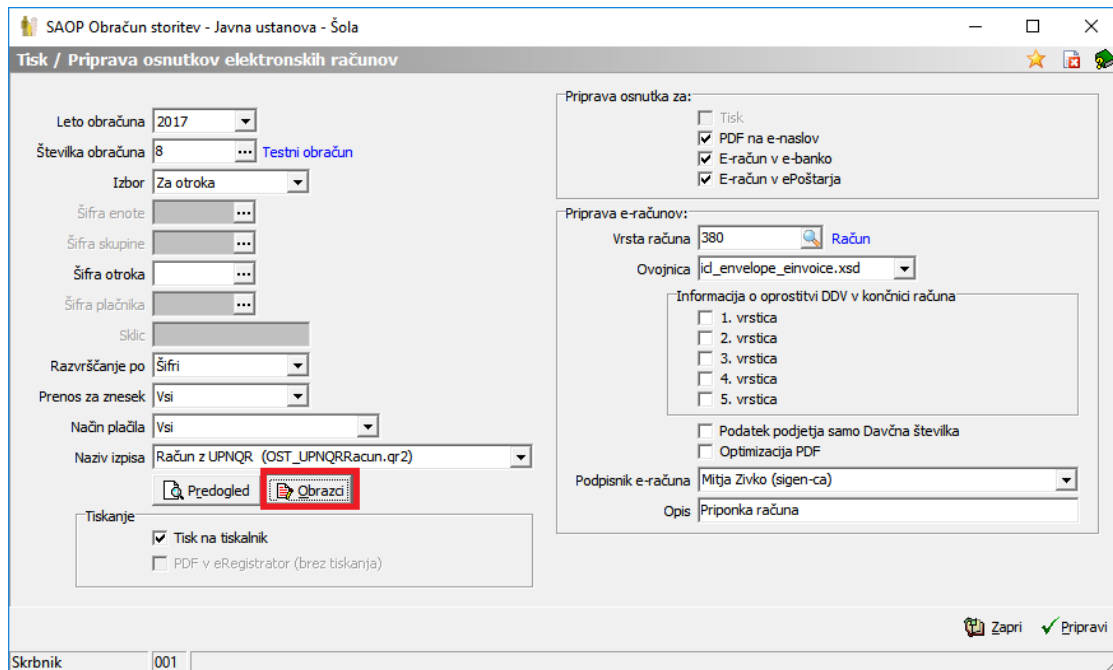 SAOP Obračun storitev - Javna ustanova - Šola
Tisk / Priprava osnutkov elektronskih računov
Leto obračuna 2017
Številka obračuna 8 ... Testni obračun
Izbor Za otroka
Šifra enote ...
Šifra skupine ...
Šifra otroka ...
Šifra plačnika ...
Sklic
Razvrščanje po Šifri
Prenos za znesek Vsi
Način plačila Vsi
Naziv izpisa Račun z UPNQR (OST_UPNQRRacun.qr2)
Predogled Obrazci
Tiskanje
Tisk na tiskalnik
PDF v eRegistrator (brez tiskanja)
Priprava osnutka za:
Tisk
PDF na e-naslov
E-račun v e-banko
E-račun v ePoštarja
Priprava e-računov:
Vrsta računa 380 Račun
Ovojnica icl_envelope_einvoice.xsd
Informacija o oprostitvi DDV v končnici računa
1. vrstica
2. vrstica
3. vrstica
4. vrstica
5. vrstica
Podatek podjetja samo Davčna številka
Optimizacija PDF
Podpisnik e-računa Mitja Zivko (sigen-ca)
Opis Priponka računa
Zapri Pripravi
Skrbnik 001